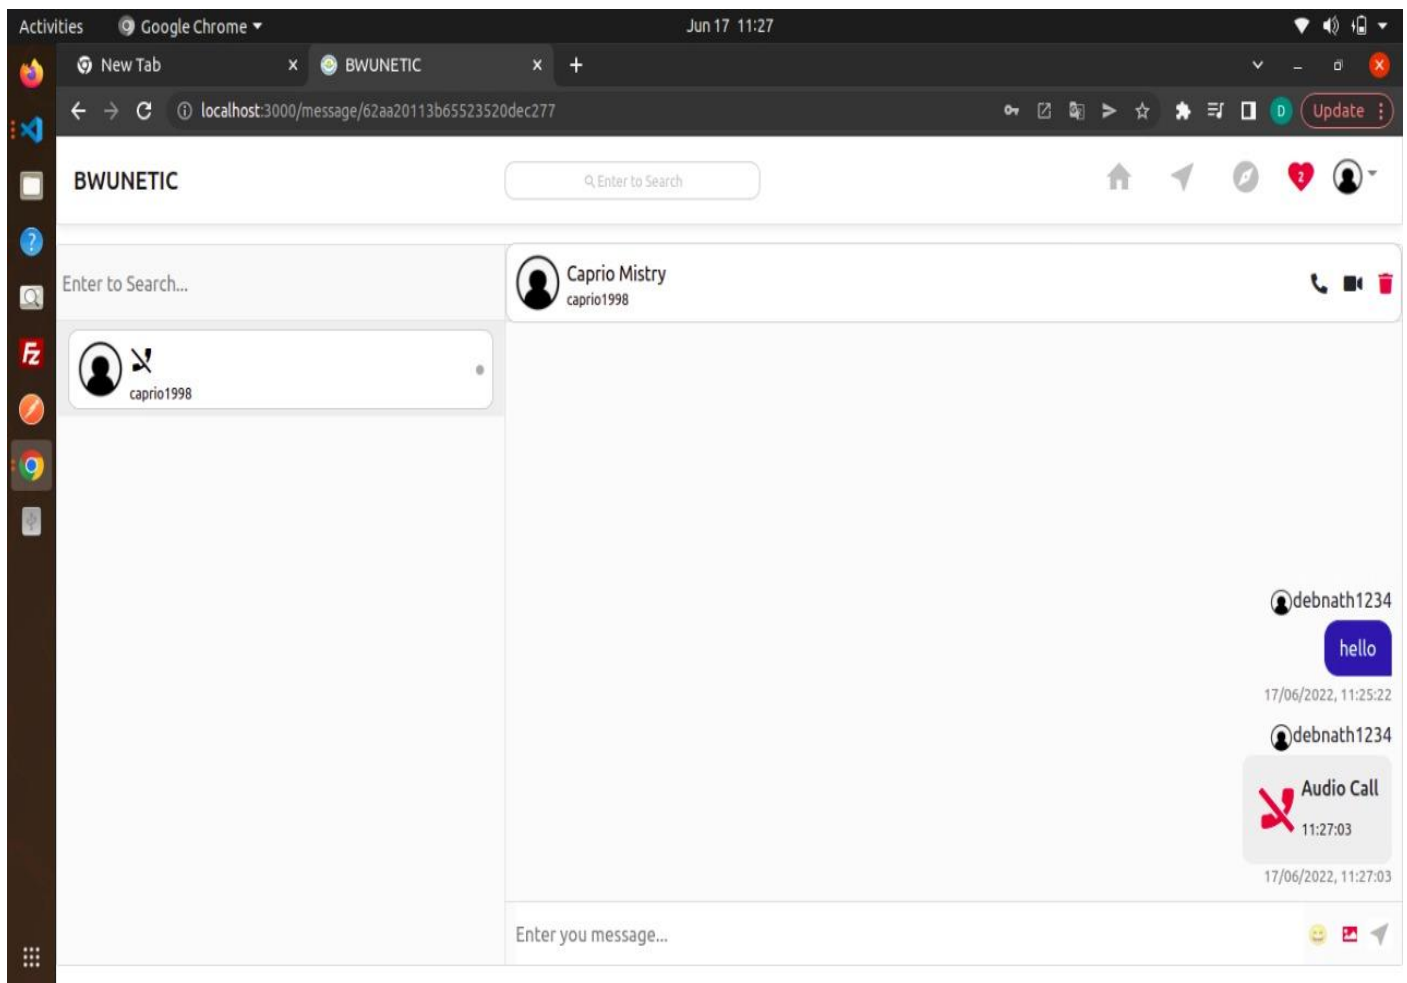 Activities Google Chrome Jun 17 11:27
New Tab BWUNETIC
localhost:3000/message/62aa20113b65523520dec277 D Update
BWUNETIC Enter to Search 2
Enter to Search...
caprio1998
Caprio Mistry
caprio1998
debnath1234
hello
17/06/2022, 11:25:22
debnath1234
Audio Call
11:27:03
17/06/2022, 11:27:03
Enter you message...
Fz
?